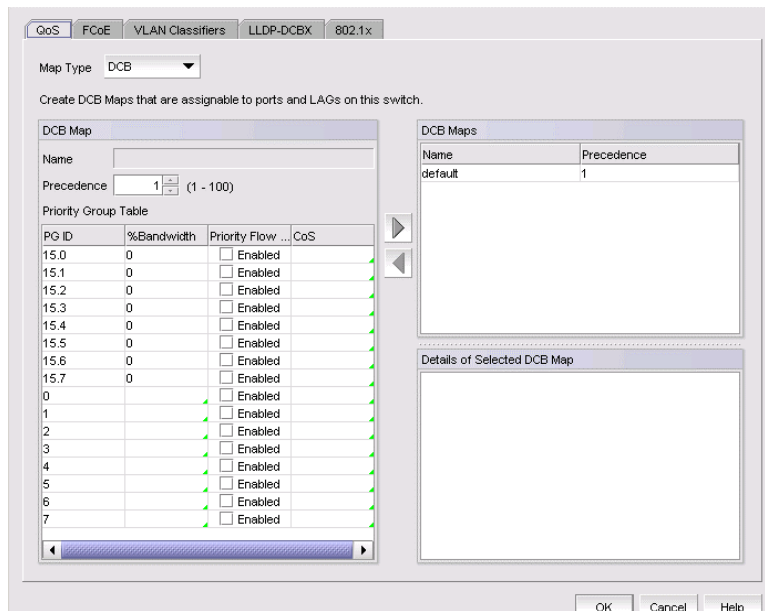 QoS FCoE VLAN Classifiers LLDP-DCBX 802.1x
Map Type DCB
Create DCB Maps that are assignable to ports and LAGs on this switch.
DCB Map
Name
Precedence 1 (1 - 100)
Priority Group Table
PG ID %Bandwidth Priority Flow ... CoS
15.0 0 Enabled
15.1 0 Enabled
15.2 0 Enabled
15.3 0 Enabled
15.4 0 Enabled
15.5 0 Enabled
15.6 0 Enabled
15.7 0 Enabled
0 Enabled
1 Enabled
2 Enabled
3 Enabled
4 Enabled
5 Enabled
6 Enabled
7 Enabled
DCB Maps
Name Precedence
default 1
Details of Selected DCB Map
OK Cancel Help